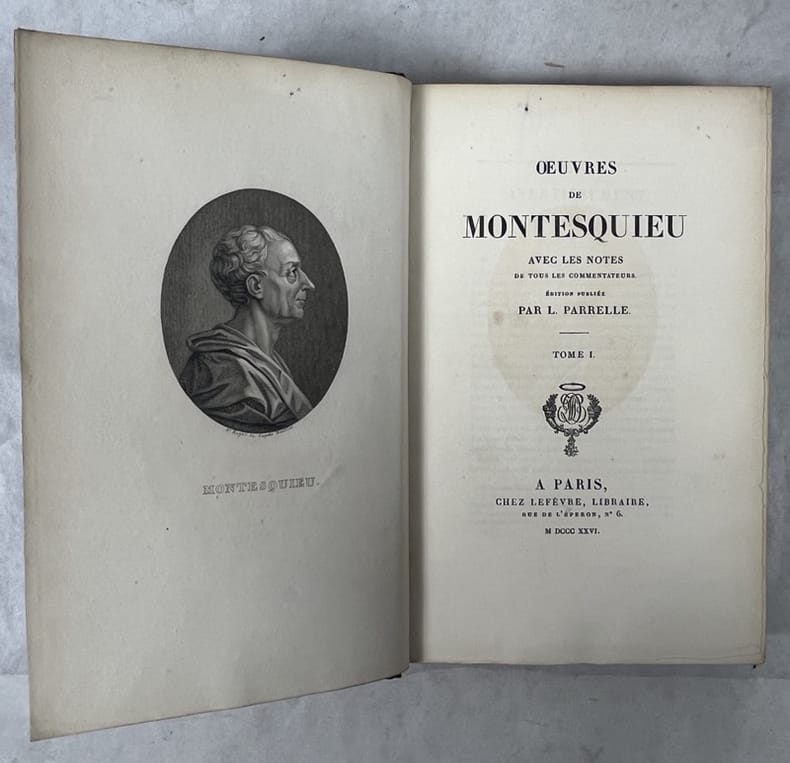 MONTESQUIEU.
OEUVRES
DE
MONTESQUIEU
AVEC LES NOTES
DE TOUS LES COMMENTATEURS.
ÉDITION PUBLIÉE
PAR L. PARRELLE.
TOME I.
A PARIS,
CHEZ LEFÈVRE, LIBRAIRE,
RUE DE L'ÉPERON, N° 6.
M DCCC XXVI.